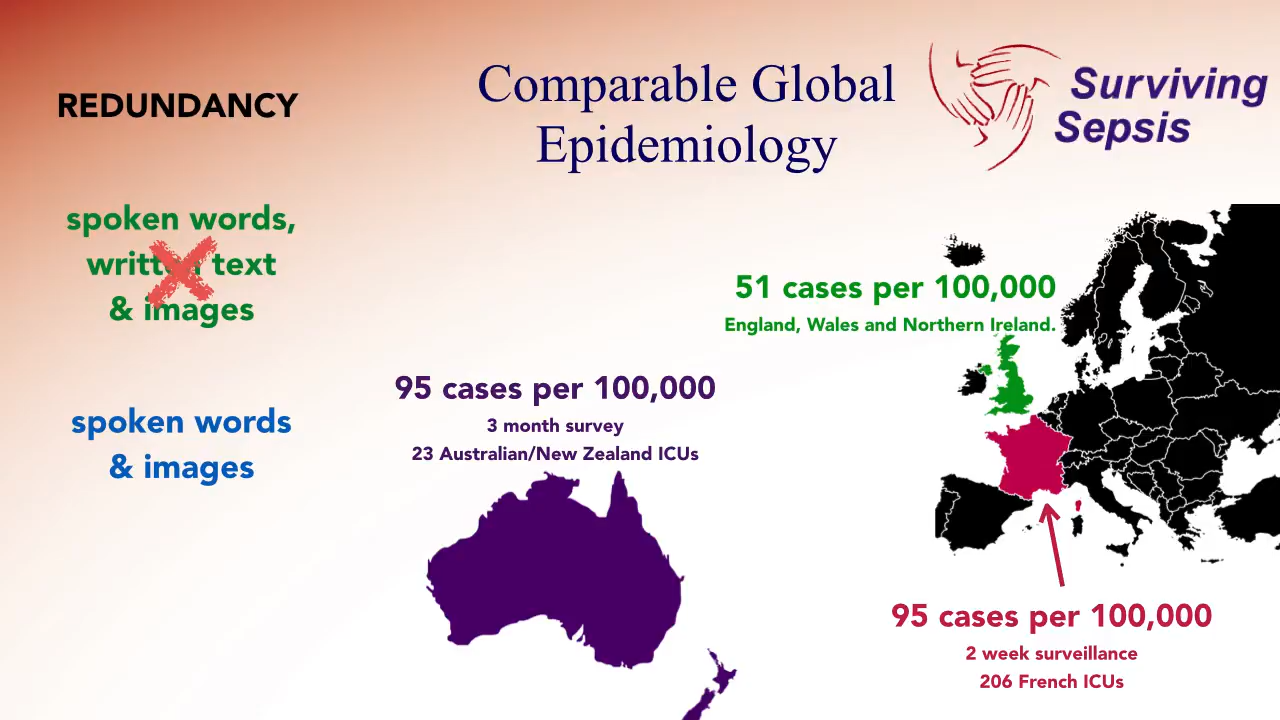 REDUNDANCY
spoken words,
written text
& images
spoken words
& images
Comparable Global
Epidemiology
Surviving
Sepsis
51 cases per 100,000
England, Wales and Northern Ireland.
95 cases per 100,000
3 month survey
23 Australian/New Zealand ICUs
95 cases per 100,000
2 week surveillance
206 French ICUs